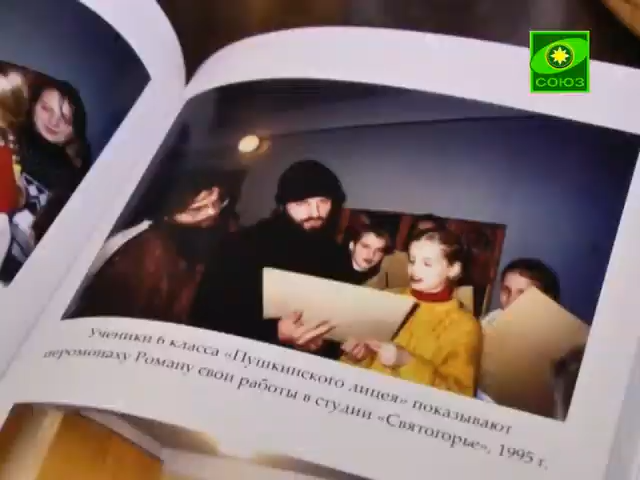 СОЮЗ
Ученики 6 класса «Пушкинского лицея» показывают
иеромонаху Роману свои работы в студии «Святогорье», 1995 г.